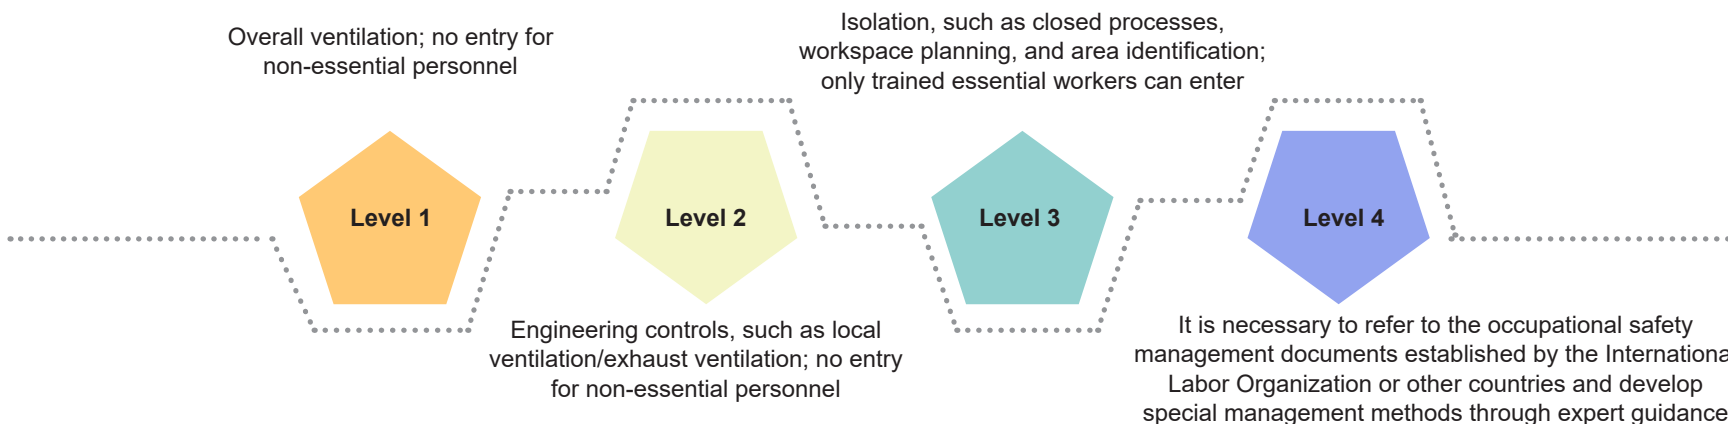 Overall ventilation; no entry for
non-essential personnel
Level 1
Level 2
Engineering controls, such as local
ventilation/exhaust ventilation; no entry
for non-essential personnel
Isolation, such as closed processes,
workspace planning, and area identification;
only trained essential workers can enter
Level 3
Level 4
It is necessary to refer to the occupational safety
management documents established by the Internationa
Labor Organization or other countries and develop
special management methods through expert guidance